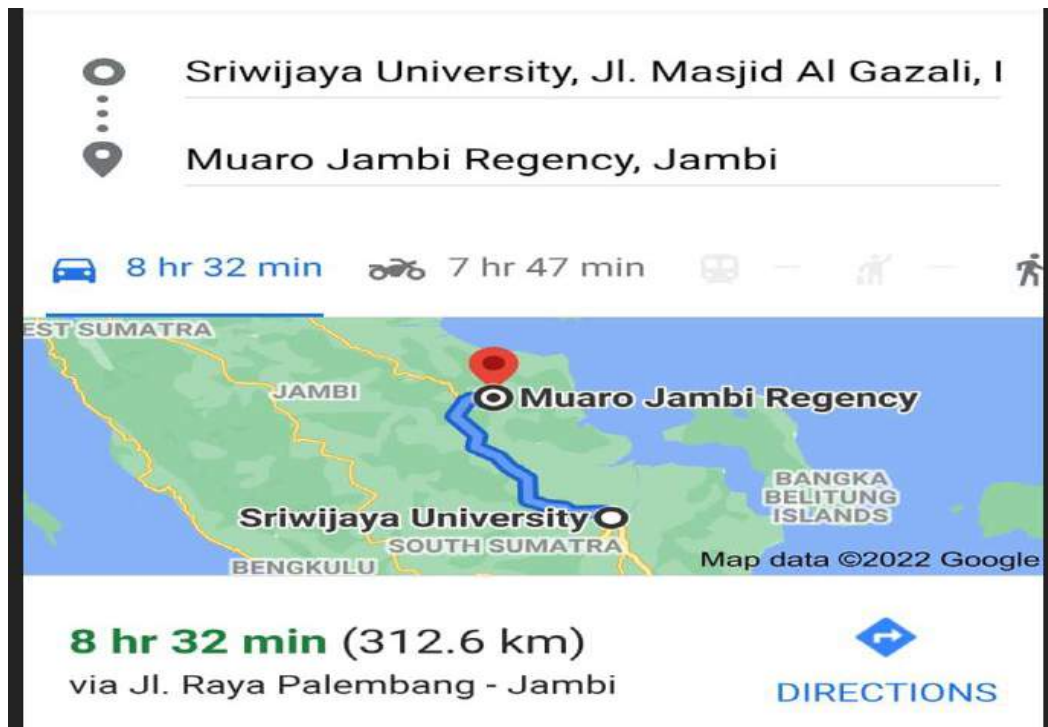 Sriwijaya University, Jl. Masjid Al Gazali, I
Muaro Jambi Regency, Jambi
8 hr 32 min 7 hr 47 min — —
EST SUMATRA
JAMBI
Muaro Jambi Regency
BANGKA
BELITUNG
ISLANDS
Sriwijaya University
SOUTH SUMATRA
BENGKULU
Map data ©2022 Google
8 hr 32 min (312.6 km)
via Jl. Raya Palembang - Jambi
DIRECTIONS